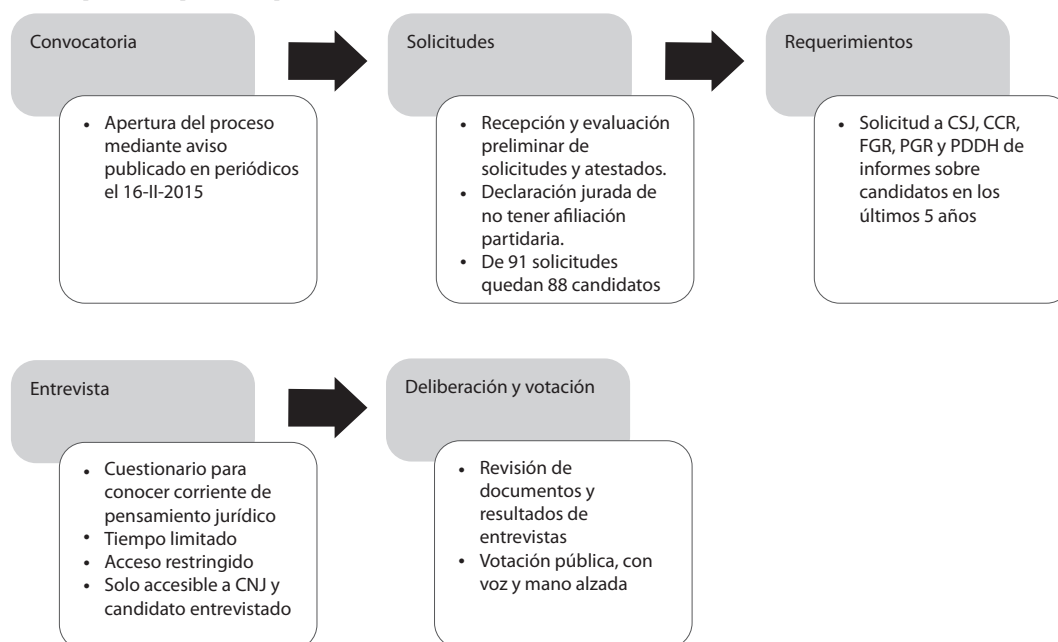 Convocatoria
• Apertura del proceso
mediante aviso
publicado en periódicos
el 16-II-2015
Solicitudes
• Recepción y evaluación
preliminar de
solicitudes y atestados.
• Declaración jurada de
no tener afiliación
partidaria.
• De 91 solicitudes
quedan 88 candidatos
Requerimientos
• Solicitud a CSJ, CCR,
FGR, PGR y PDDH de
informes sobre
candidatos en los
últimos 5 años
Entrevista
• Cuestionario para
conocer corriente de
pensamiento jurídico
• Tiempo limitado
• Acceso restringido
• Solo accesible a CNJ y
candidato entrevistado
Deliberación y votación
• Revisión de
documentos y
resultados de
entrevistas
• Votación pública, con
voz y mano alzada